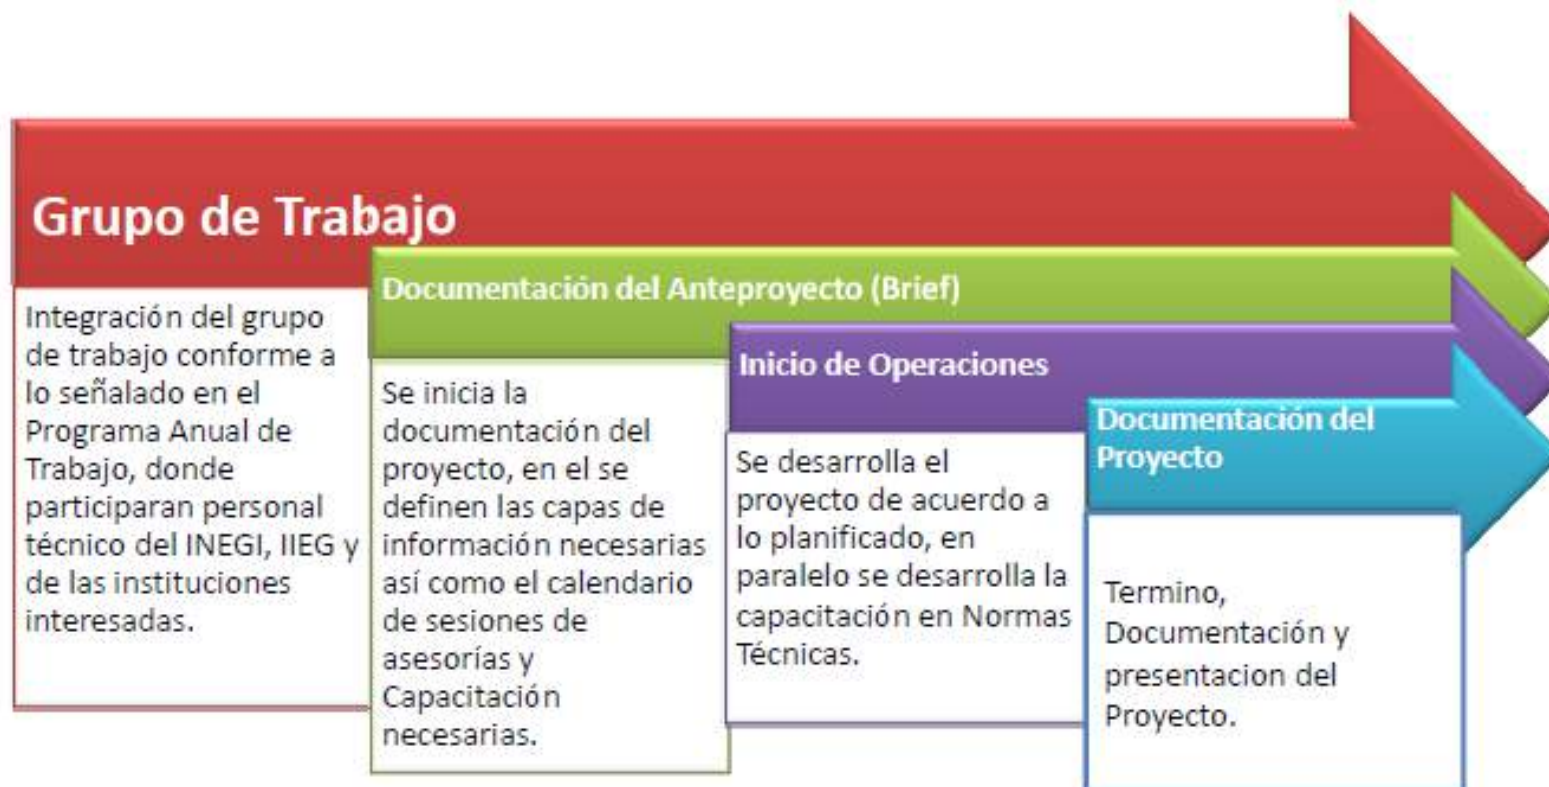 Grupo de Trabajo
Integración del grupo
de trabajo conforme a
lo señalado en el
Programa Anual de
Trabajo, donde
participaran personal
técnico del INEGI, IIEG y
de las instituciones
interesadas.
Documentación del Anteproyecto (Brief)
Se inicia la
documentación del
proyecto, en el se
definen las capas de
información necesarias
así como el calendario
de sesiones de
asesorías y
Capacitación
necesarias.
Inicio de Operaciones
Se desarrolla el
proyecto de acuerdo a
lo planificado, en
paralelo se desarrolla la
capacitación en Normas
Técnicas.
Documentación del
Proyecto
Termino,
Documentación y
presentacion del
Proyecto.